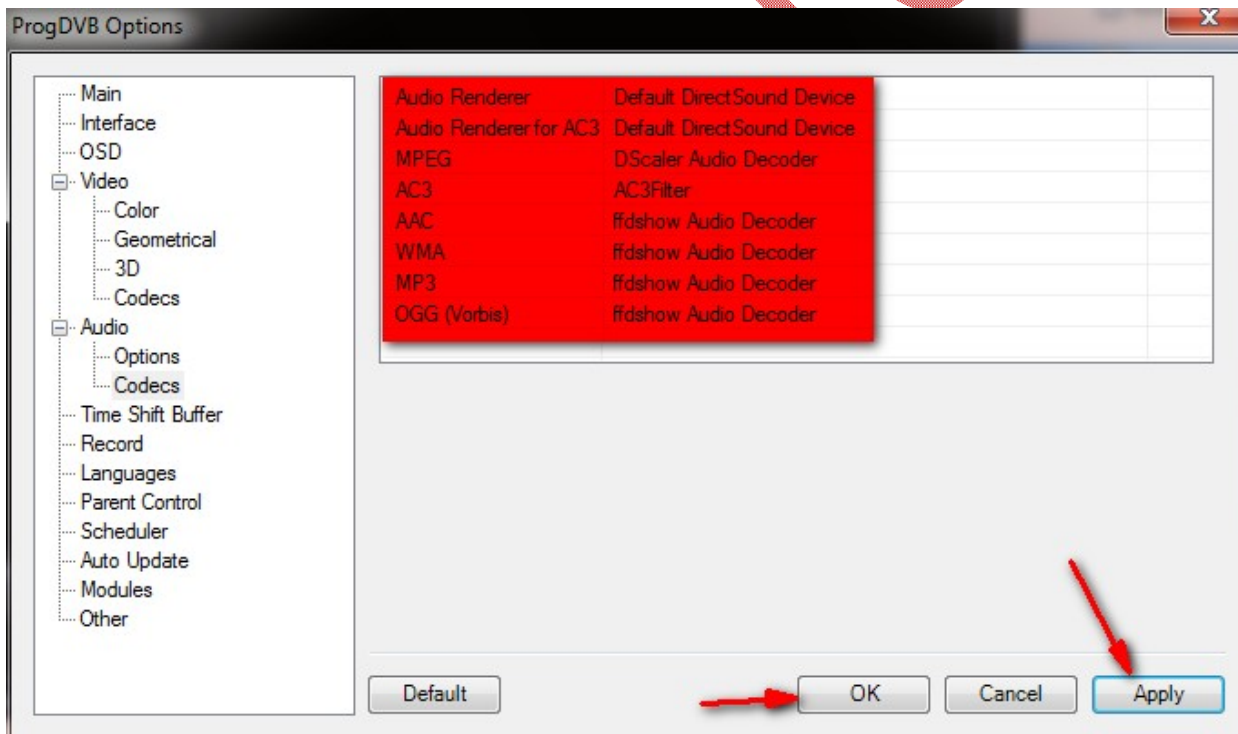 ProgDVB Options
X
Main
Interface
OSD
Video
Color
Geometrical
3D
Codecs
Audio
Options
Codecs
Time Shift Buffer
Record
Languages
Parent Control
Scheduler
Auto Update
Modules
Other
Audio Renderer Default DirectSound Device
Audio Renderer for AC3 Default DirectSound Device
MPEG DScaler Audio Decoder
AC3 AC3Filter
AAC ffdshow Audio Decoder
WMA ffdshow Audio Decoder
MP3 ffdshow Audio Decoder
OGG (Vorbis) ffdshow Audio Decoder
Default OK Cancel Apply